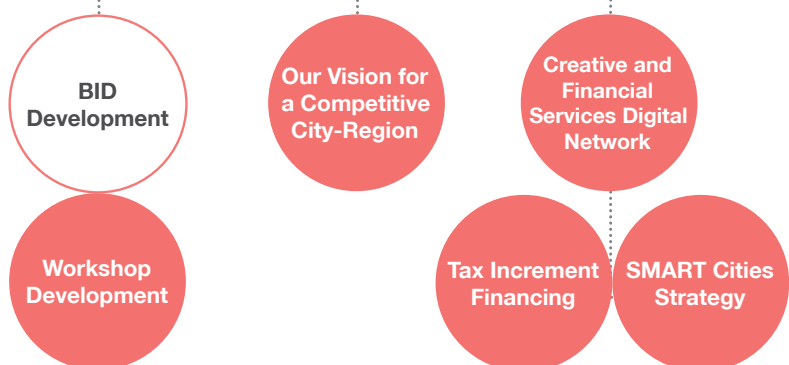 BID
Development
Our Vision for
a Competitive
City-Region
Creative and
Financial
Services Digital
Network
Workshop
Development
Tax Increment
Financing
SMART Cities
Strategy